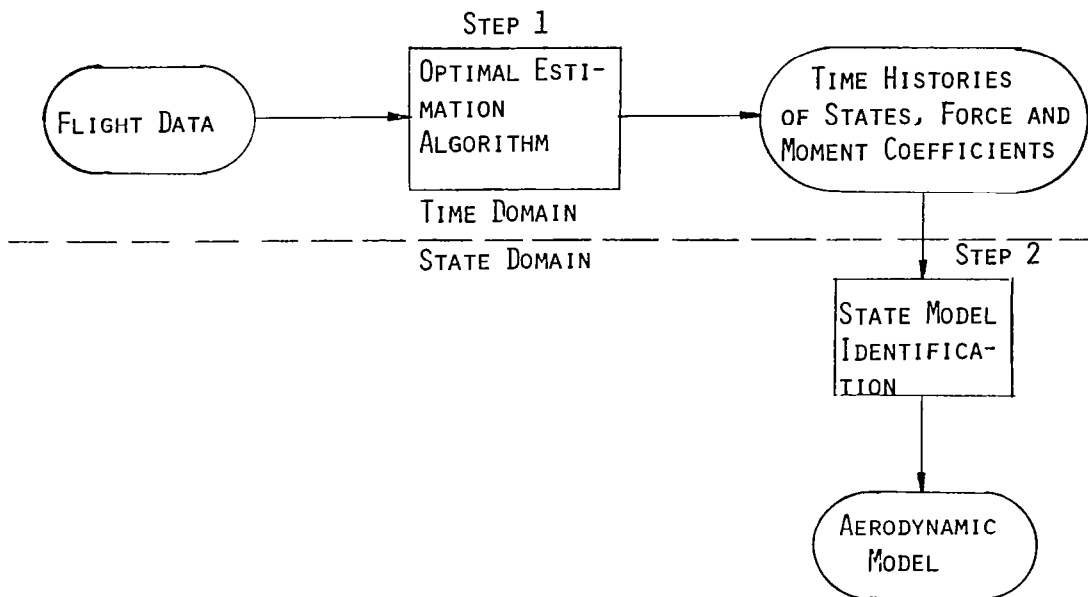 STEP 1
FLIGHT DATA
OPTIMAL ESTI-
MATION
ALGORITHM
TIME HISTORIES
OF STATES, FORCE AND
MOMENT COEFFICIENTS
TIME DOMAIN
STATE DOMAIN
STEP 2
STATE MODEL
IDENTIFICA-
TION
AERODYNAMIC
MODEL